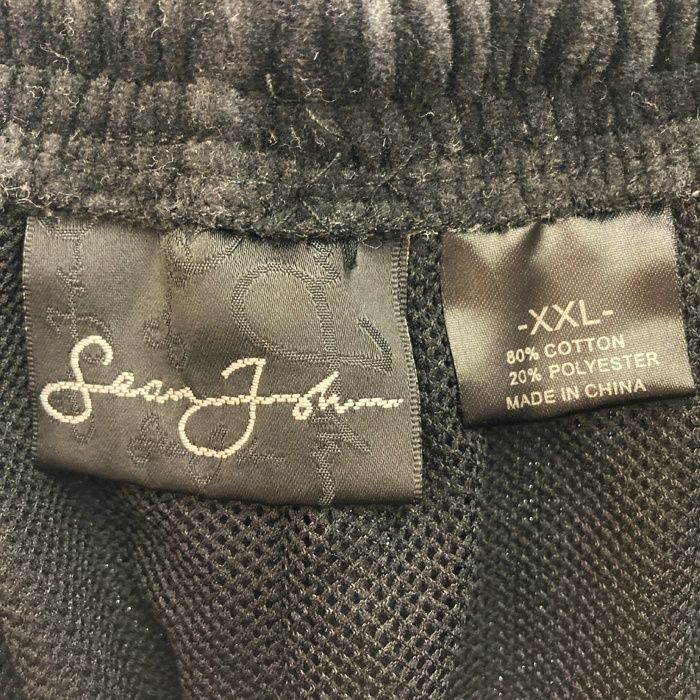 Sean John
-XXL-
80% COTTON
20% POLYESTER
MADE IN CHINA